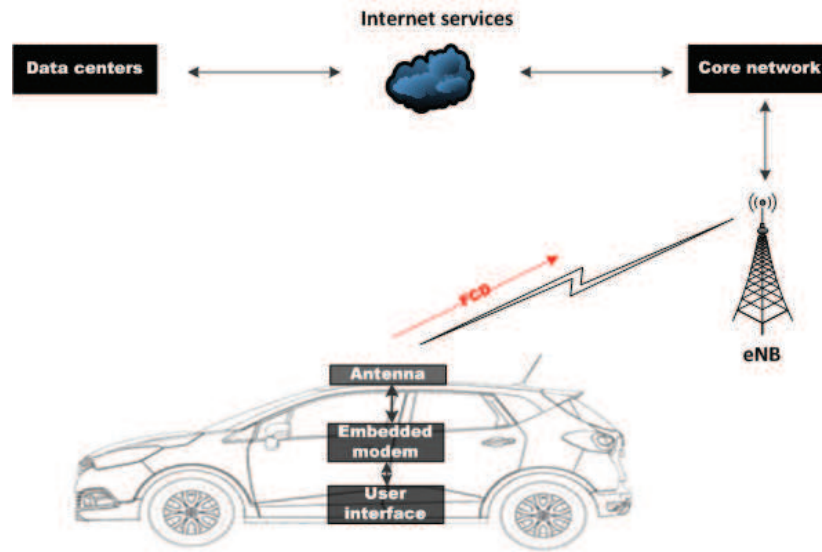 Internet services
Data centers
Core network
FCD
eNB
Antenna
Embedded
modem
User
interface